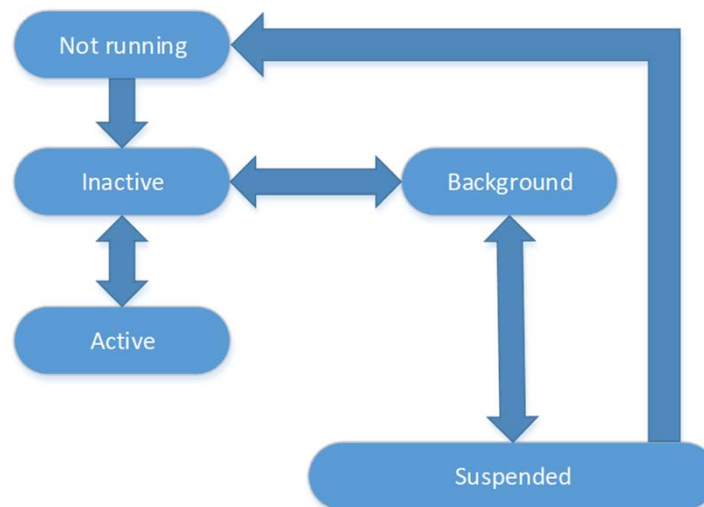 Not running
Inactive
Background
Active
Suspended